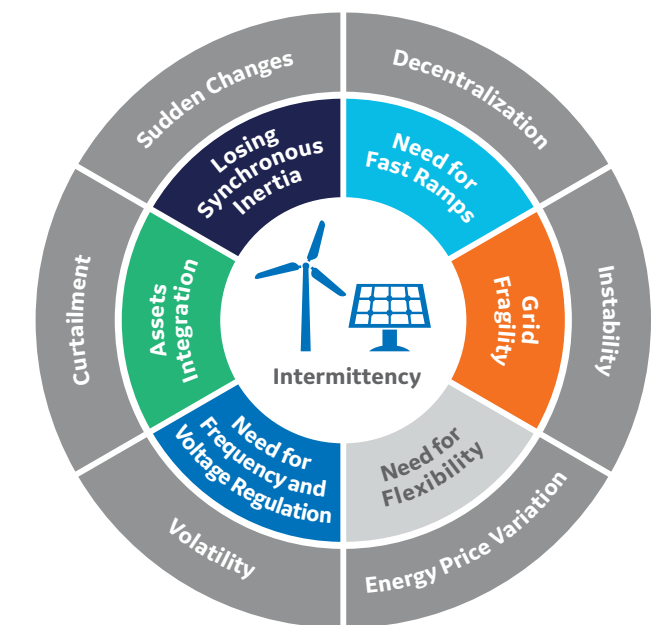 Sudden Changes
Decentralization
Losing
Synchronous
Inertia
Need for
Fast Ramps
Curtailment
Assets
Integration
Grid
Fragility
Instability
Intermittency
Need for
Frequency and
Voltage Regulation
Need for
Flexibility
Volatility
Energy Price Variation